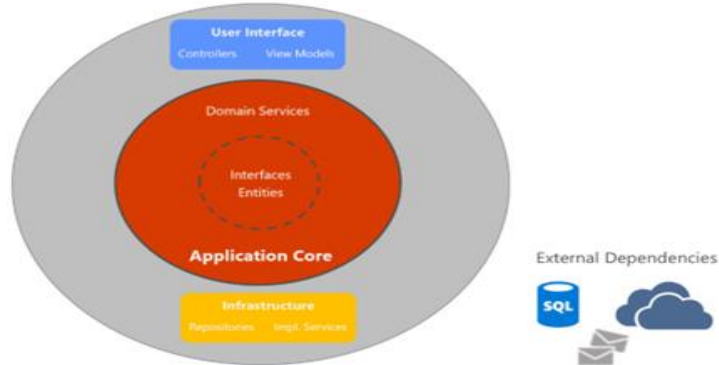 User Interface
Controllers View Models
Domain Services
Interfaces
Entities
Application Core
Infrastructure
Repositories Impl. Services
External Dependencies
SQL